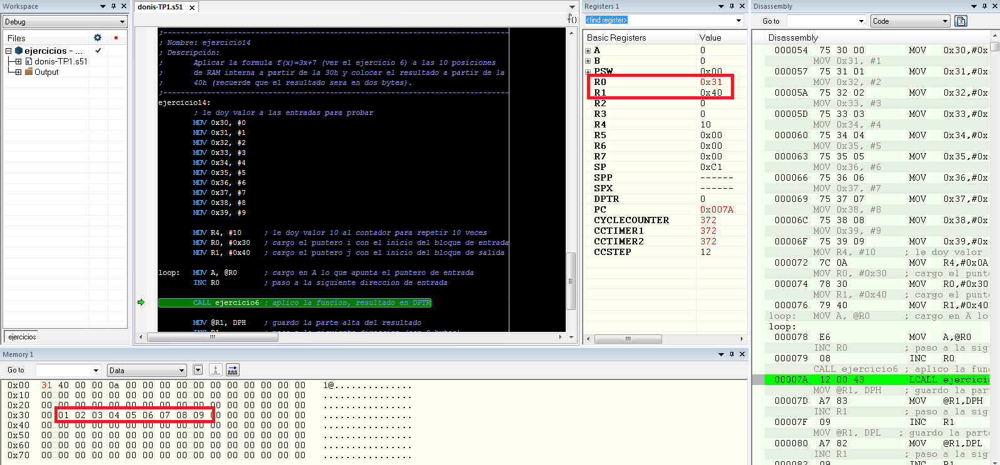 Workspace
Debug
Files
ejercicios - ...
donis-TP1.s51
Output
ejercicios
donis-TP1.s51
f()
;
; Nombre: ejercicio14
; Descripción:
; Aplicar la formula f(x)=3x+7 (ver el ejercicio 6) a las 10 posiciones
; de RAM interna a partir de la 30h y colocar el resultado a partir de la
; 40h (recuerde que el resultado sera en dos bytes).
;
ejercicio14:
; le doy valor a las entradas para probar
MOV 0x30, #0
MOV 0x31, #1
MOV 0x32, #2
MOV 0x33, #3
MOV 0x34, #4
MOV 0x35, #5
MOV 0x36, #6
MOV 0x37, #7
MOV 0x38, #8
MOV 0x39, #9
MOV R4, #10 ; le doy valor 10 al contador para repetir 10 veces
MOV R0, #0x30 ; cargo el puntero i con el inicio del bloque de entrada
MOV R1, #0x40 ; cargo el puntero j con el inicio del bloque de salida
loop: MOV A, @R0 ; cargo en A lo que apunta el puntero de entrada
INC R0 ; paso a la siguiente direccion de entrada
CALL ejercicio6 ; aplico la funcion, resultado en DPTR
MOV @R1, DPH ; guardo la parte alta del resultado
Registers 1
<find register>
Basic Registers Value
A 0
B 0
PSW 0x00
R0 0x31
R1 0x40
R2 0
R3 0
R4 10
R5 0x00
R6 0x00
R7 0x00
SP 0xC1
SPP ------
SPX ------
DPTR 0
PC 0x007A
CYCLECOUNTER 372
CCTIMER1 372
CCTIMER2 372
CCSTEP 12
Disassembly
Go to Code
Disassembly
000054 75 30 00 MOV 0x30,#0x
MOV 0x31, #1
000057 75 31 01 MOV 0x31,#0x
MOV 0x32, #2
00005A 75 32 02 MOV 0x32,#0x
MOV 0x33, #3
00005D 75 33 03 MOV 0x33,#0x
MOV 0x34, #4
000060 75 34 04 MOV 0x34,#0x
MOV 0x35, #5
000063 75 35 05 MOV 0x35,#0x
MOV 0x36, #6
000066 75 36 06 MOV 0x36,#0x
MOV 0x37, #7
000069 75 37 07 MOV 0x37,#0x
MOV 0x38, #8
00006C 75 38 08 MOV 0x38,#0x
MOV 0x39, #9
00006F 75 39 09 MOV 0x39,#0x
MOV R4, #10 ; le doy valor
000072 7C 0A MOV R4,#0x0A
MOV R0, #0x30 ; cargo el punt
000074 78 30 MOV R0,#0x30
MOV R1, #0x40 ; cargo el punt
000076 79 40 MOV R1,#0x40
loop: MOV A, @R0 ; cargo en A lo
loop:
000078 E6 MOV A,@R0
INC R0 ; paso a la sig
000079 08 INC R0
CALL ejercicio6 ; aplico la fun
00007A 12 00 43 LCALL ejercici
MOV @R1, DPH ; guardo la part
00007D A7 83 MOV @R1,DPH
INC R1 ; paso a la sig
00007F 09 INC R1
MOV @R1, DPL ; guardo la part
000080 A7 82 MOV @R1,DPL
INC R1 ; paso a la sig
000082 09 INC R1
Memory 1
Go to Data
0x00 31 40 00 00 0a 00 00 00 00 00 00 00 00 00 00 00 1@..............
0x10 00 00 00 00 00 00 00 00 00 00 00 00 00 00 00 00 ................
0x20 00 00 00 00 00 00 00 00 00 00 00 00 00 00 00 00 ................
0x30 00 01 02 03 04 05 06 07 08 09 00 00 00 00 00 ................
0x40 00 00 00 00 00 00 00 00 00 00 00 00 00 00 00 00 ................
0x50 00 00 00 00 00 00 00 00 00 00 00 00 00 00 00 00 ................
0x60 00 00 00 00 00 00 00 00 00 00 00 00 00 00 00 00 ................
0x70 00 00 00 00 00 00 00 00 00 00 00 00 00 00 00 00 ................